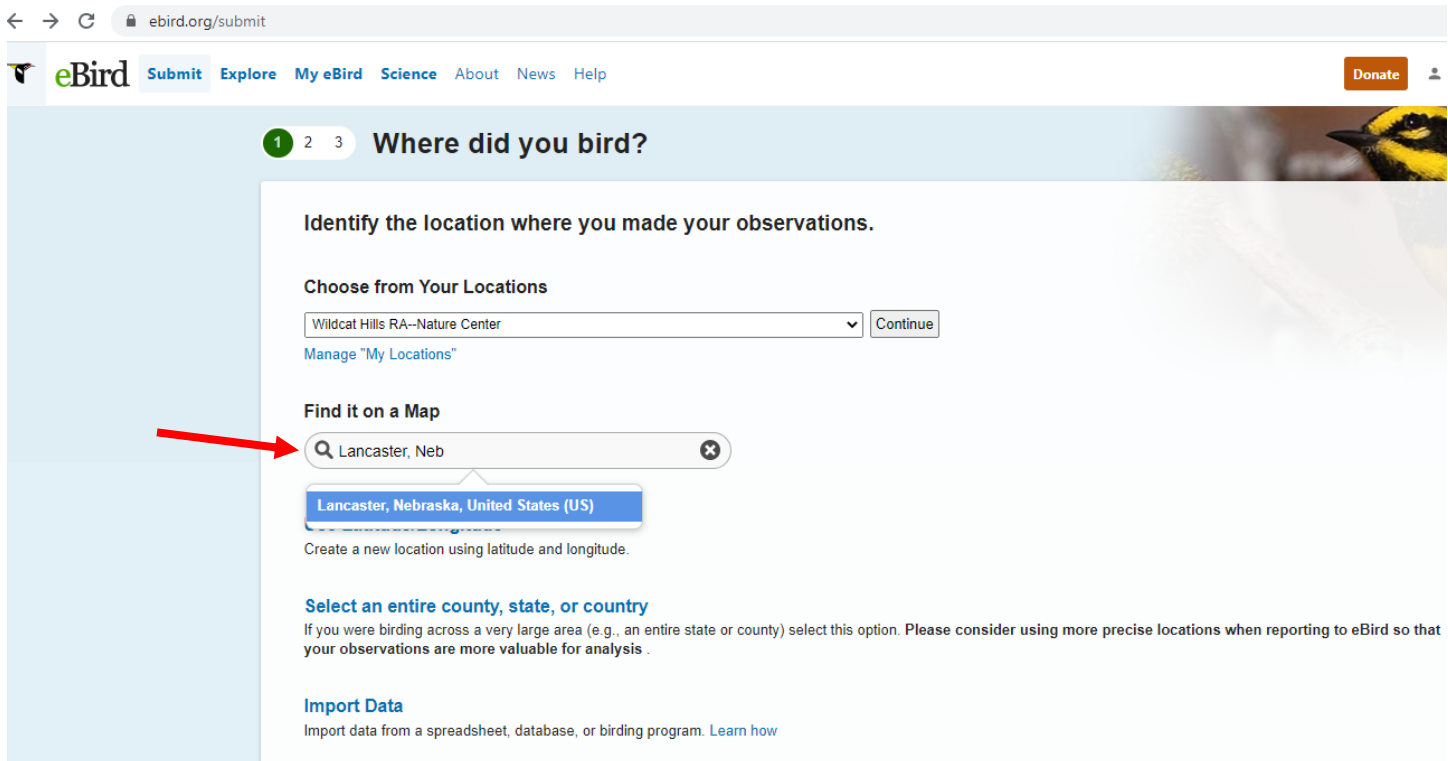 ebird.org/submit
eBird Submit Explore My eBird Science About News Help Donate
1 2 3 Where did you bird?
Identify the location where you made your observations.
Choose from Your Locations
Wildcat Hills RA--Nature Center Continue
Manage "My Locations"
Find it on a Map
Lancaster, Neb
Lancaster, Nebraska, United States (US)
Create a new location using latitude and longitude.
Select an entire county, state, or country
If you were birding across a very large area (e.g., an entire state or county) select this option. Please consider using more precise locations when reporting to eBird so that
your observations are more valuable for analysis .
Import Data
Import data from a spreadsheet, database, or birding program. Learn how